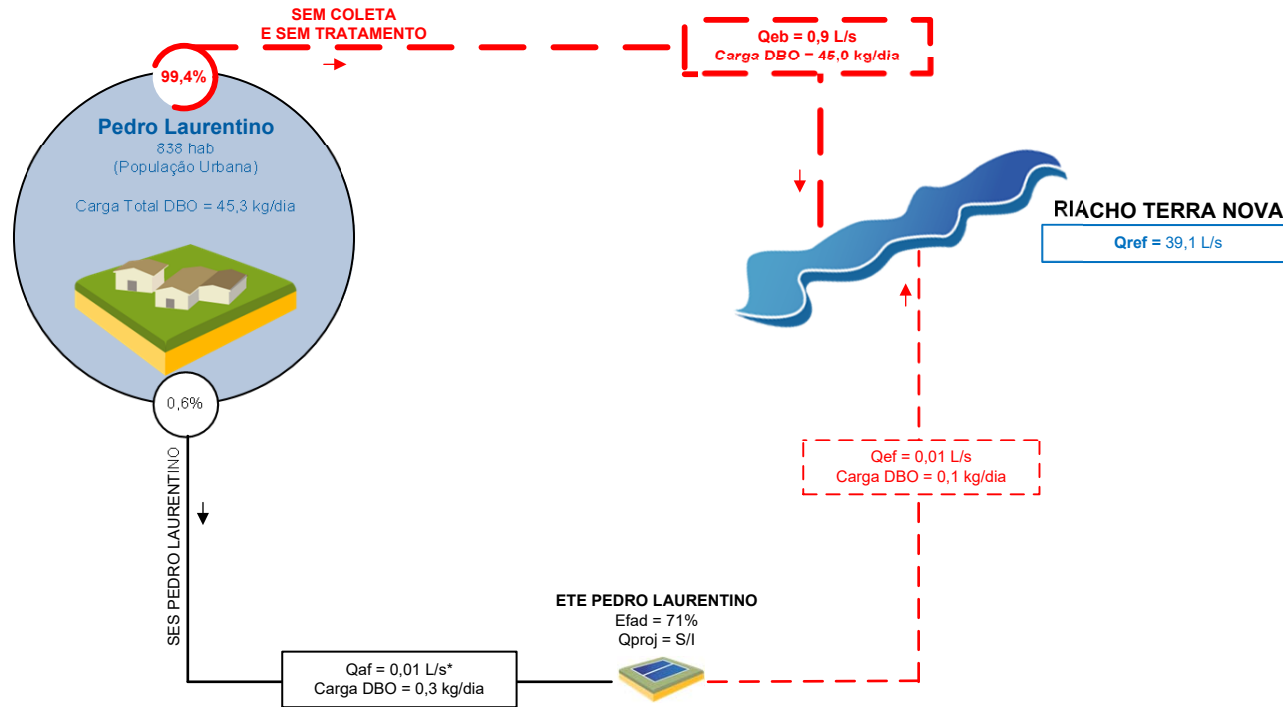 SEM COLETA
E SEM TRATAMENTO
Qeb = 0,9 L/s
Carga DBO = 45,0 kg/dia
99,4%
Pedro Laurentino
838 hab
(População Urbana)
Carga Total DBO = 45,3 kg/dia
RIACHO TERRA NOVA
Qref = 39,1 L/s
0,6%
SES PEDRO LAURENTINO
Qef = 0,01 L/s
Carga DBO = 0,1 kg/dia
ETE PEDRO LAURENTINO
Efad = 71%
Qproj = S/I
Qaf = 0,01 L/s*
Carga DBO = 0,3 kg/dia